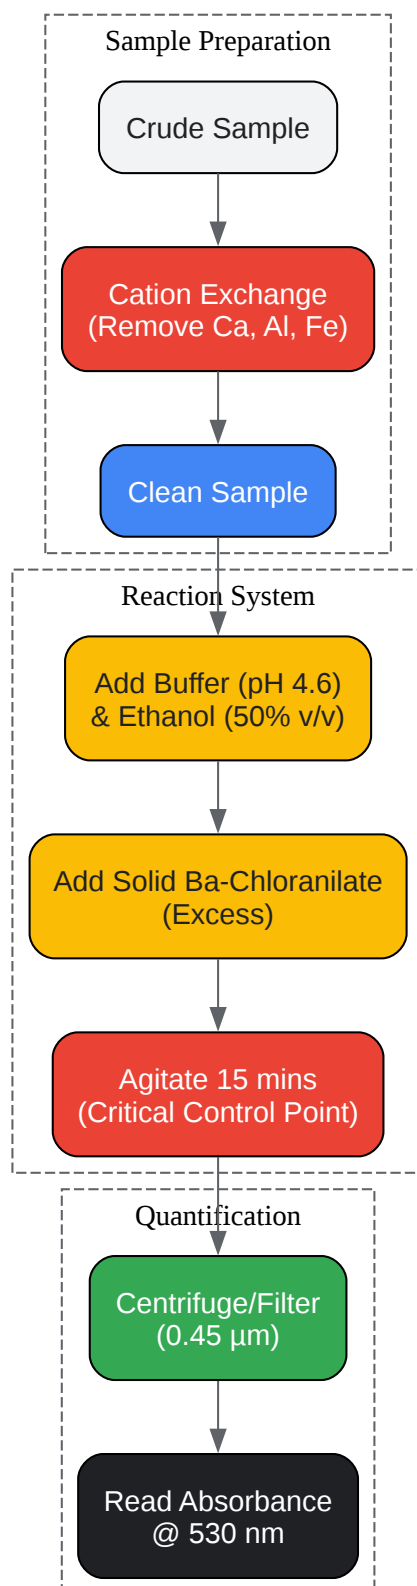 Sample Preparation
Crude Sample
Cation Exchange
(Remove Ca, Al, Fe)
Clean Sample
Reaction System
Add Buffer (pH 4.6)
& Ethanol (50% v/v)
Add Solid Ba-Chloranilate
(Excess)
Agitate 15 mins
(Critical Control Point)
Quantification
Centrifuge/Filter
(0.45 µm)
Read Absorbance
@ 530 nm